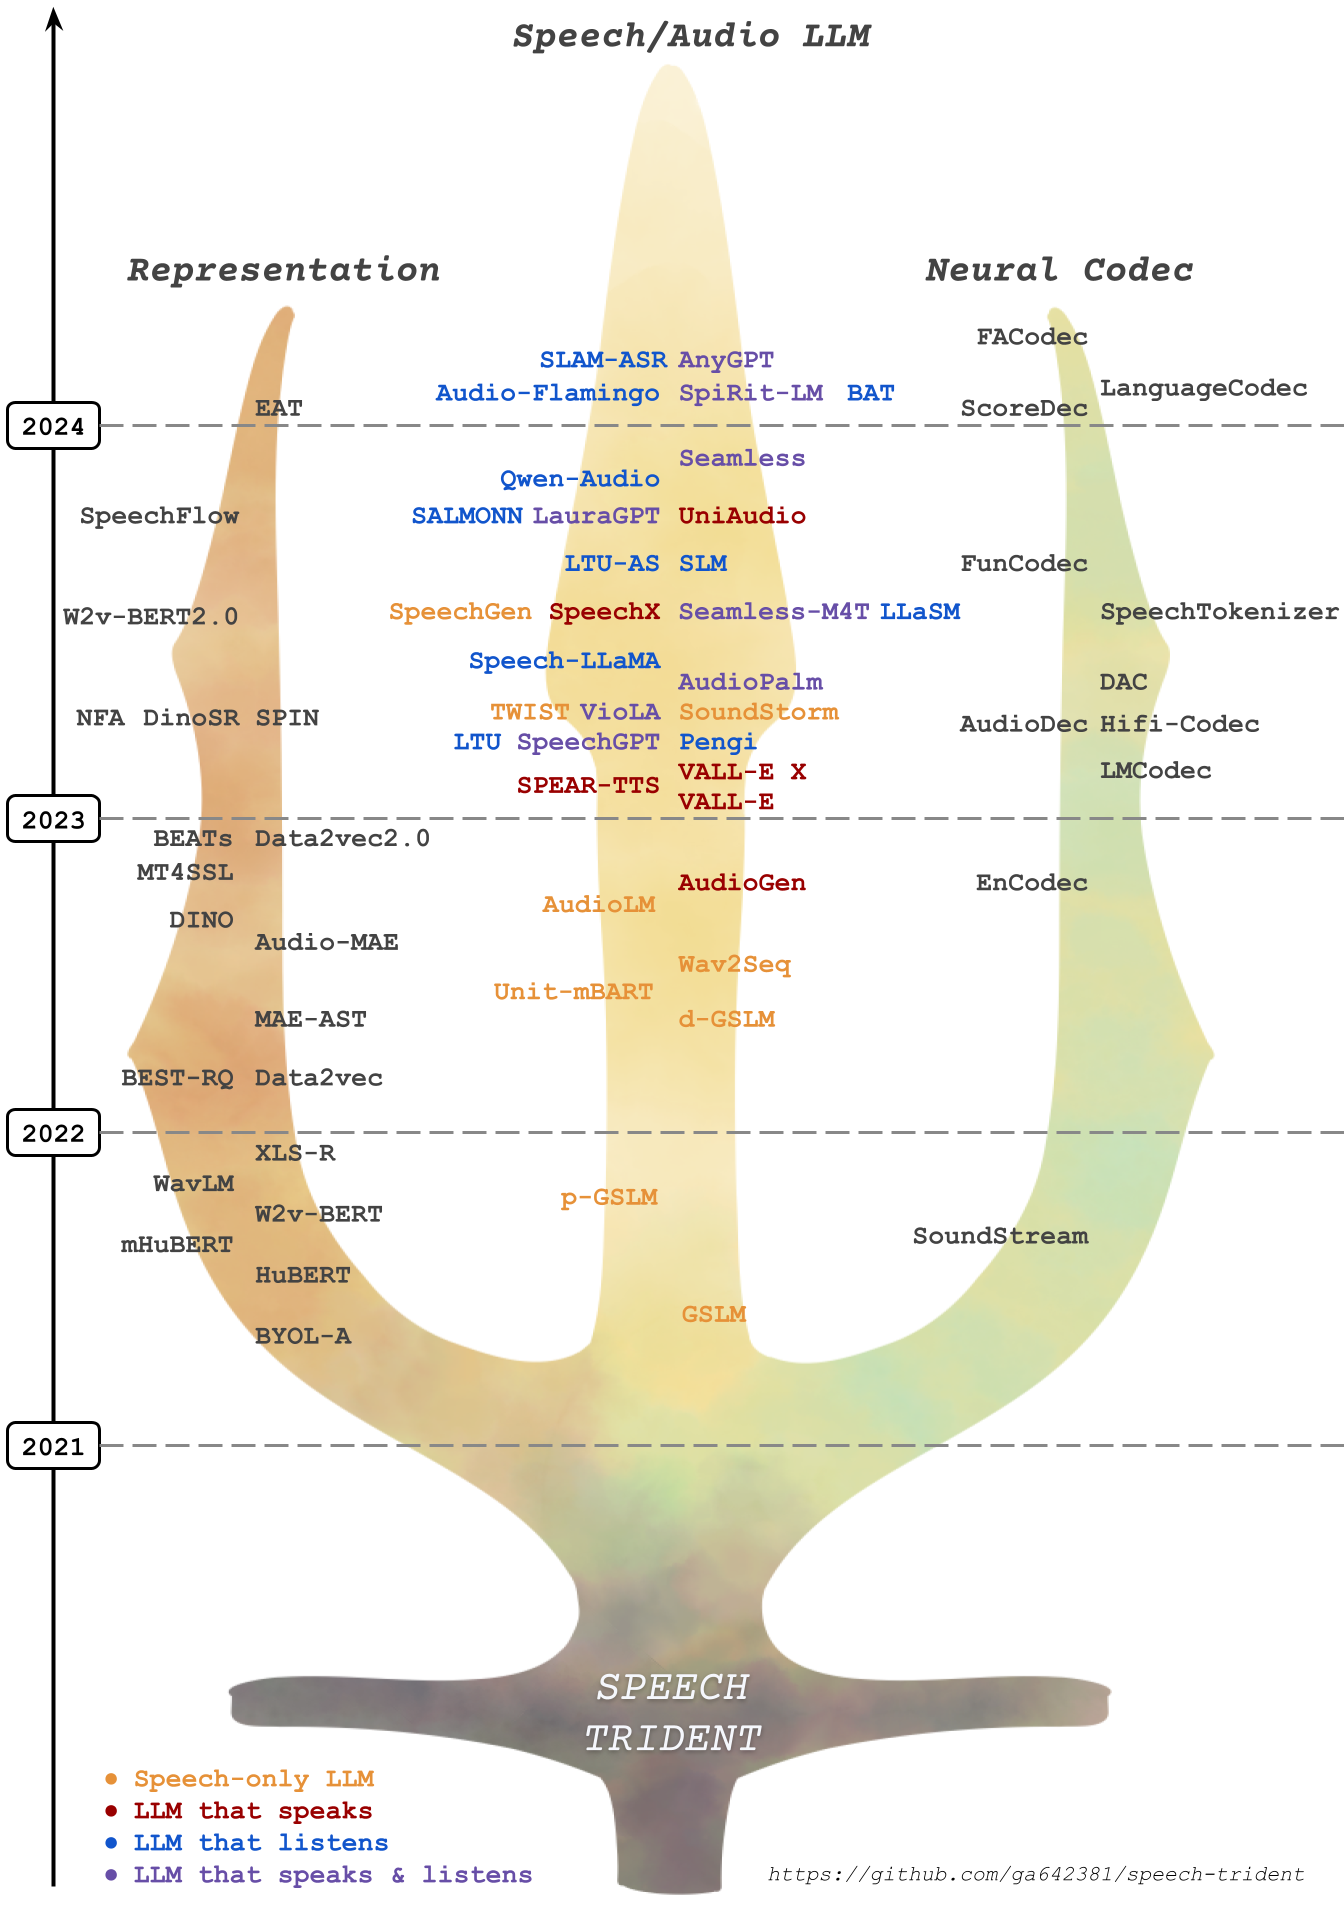 Speech/Audio LLM
Representation
Neural Codec
FACodec
SLAM-ASR AnyGPT
LanguageCodec
Audio-Flamingo SpiRit-LM BAT
EAT
ScoreDec
2024
Seamless
Qwen-Audio
SpeechFlow
SALMONN LauraGPT UniAudio
LTU-AS SLM
FunCodec
W2v-BERT2.0
SpeechGen SpeechX Seamless-M4T LLaSM
SpeechTokenizer
Speech-LLaMA
AudioPalm
DAC
NFA DinoSR SPIN
TWIST VioLA SoundStorm
AudioDec Hifi-Codec
LTU SpeechGPT Pengi
VALL-E X
LMCodec
SPEAR-TTS
VALL-E
2023
BEATs Data2vec2.0
MT4SSL
AudioGen
EnCodec
AudioLM
DINO
Audio-MAE
Wav2Seq
Unit-mBART
MAE-AST
d-GSLM
BEST-RQ Data2vec
2022
XLS-R
WavLM
p-GSLM
W2v-BERT
SoundStream
mHuBERT
HuBERT
GSLM
BYOL-A
2021
SPEECH
TRIDENT
Speech-only LLM
LLM that speaks
LLM that listens
LLM that speaks & listens
https://github.com/ga642381/speech-trident